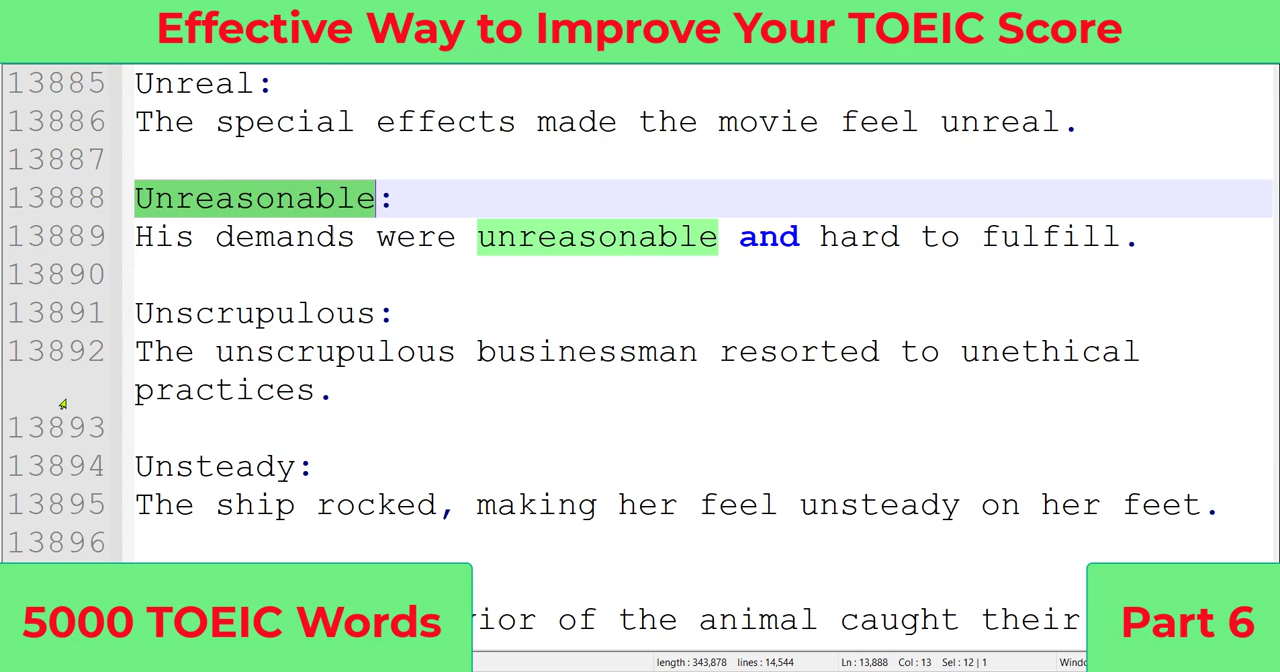 Effective Way to Improve Your TOEIC Score
13885 Unreal:
13886 The special effects made the movie feel unreal.
13887
13888 Unreasonable:
13889 His demands were unreasonable and hard to fulfill.
13890
13891 Unscrupulous:
13892 The unscrupulous businessman resorted to unethical
practices.
13893
13894 Unsteady:
13895 The ship rocked, making her feel unsteady on her feet.
13896
of the animal caught their
5000 TOEIC Words
Part 6
length : 343,878 lines : 14,544 Ln : 13,888 Col : 13 Sel : 12 | 1